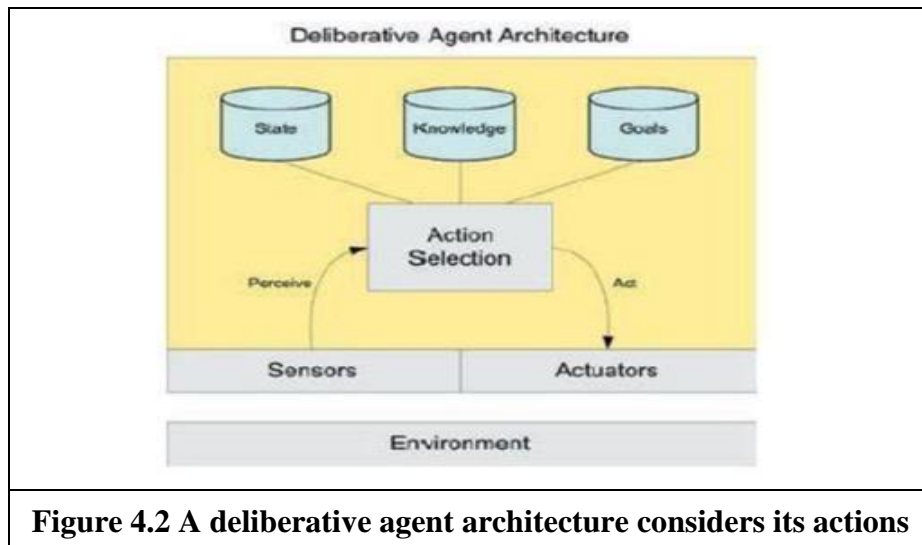 Deliberative Agent Architecture
State
Knowledge
Goals
Action
Selection
Perceive
Act
Sensors
Actuators
Environment
Figure 4.2 A deliberative agent architecture considers its actions